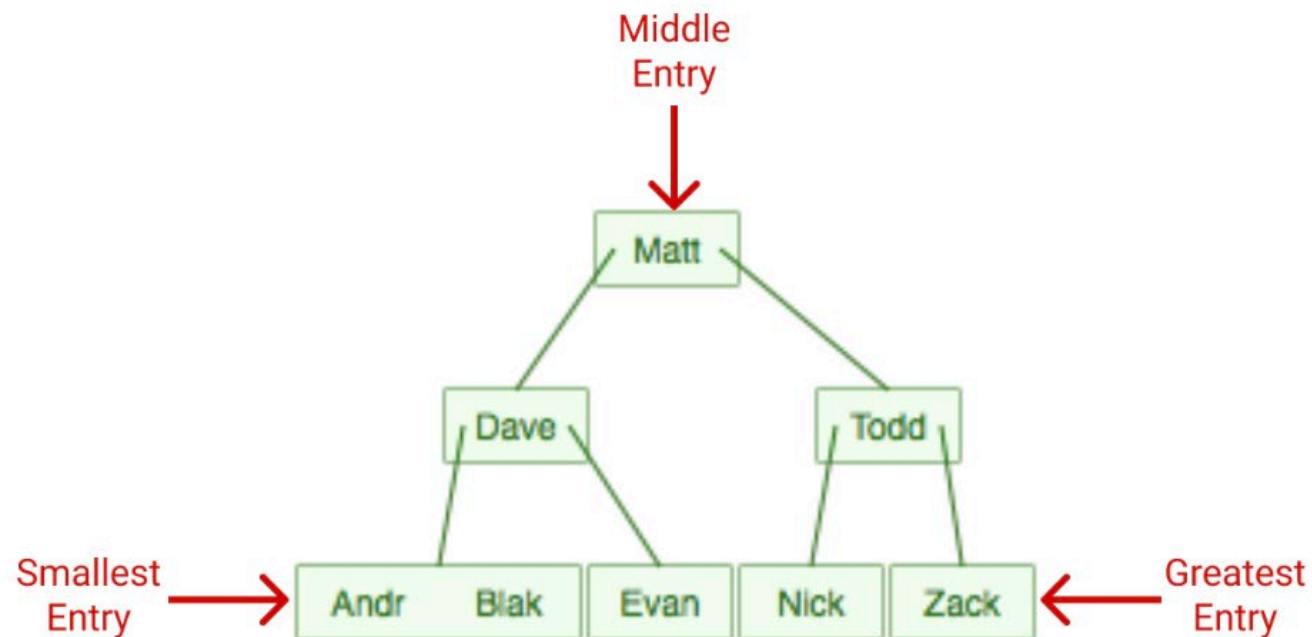 Middle
Entry
Matt
Dave Todd
Smallest
Entry
Andr Blak Evan Nick Zack
Greatest
Entry